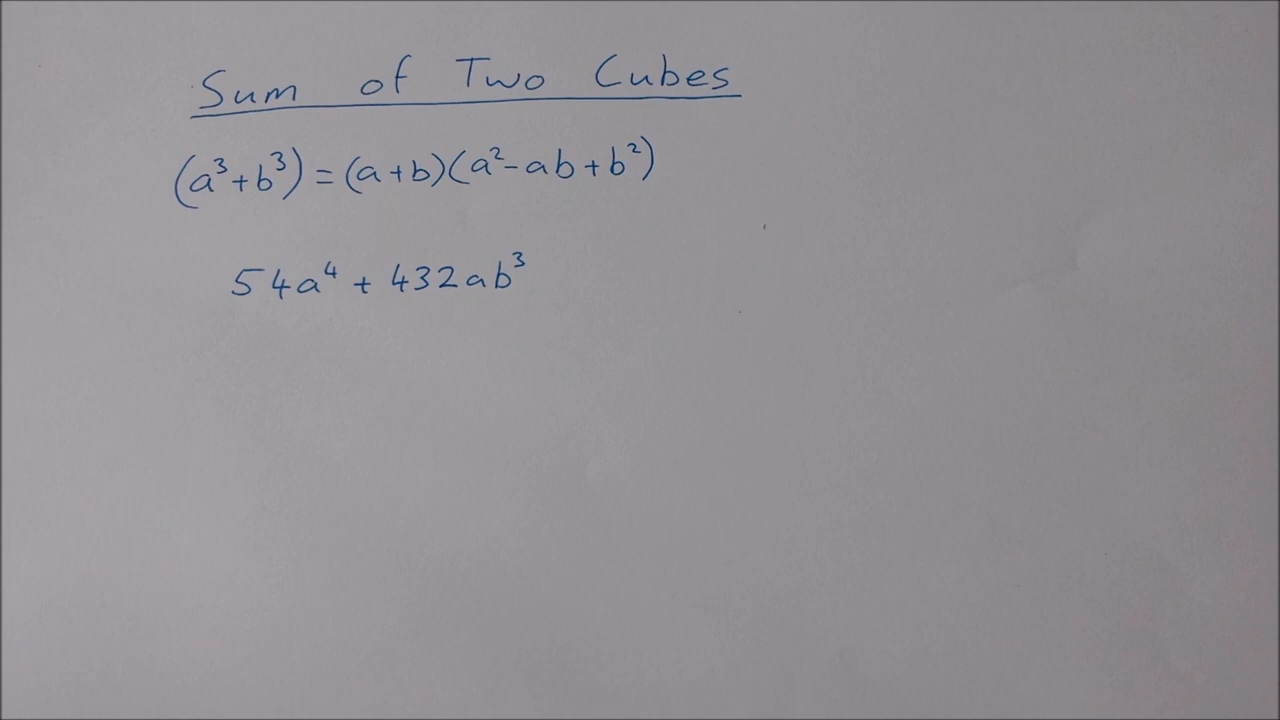 Sum of Two Cubes
(a³+b³)=(a+b)(a²-ab+b²)
54a⁴ + 432ab³